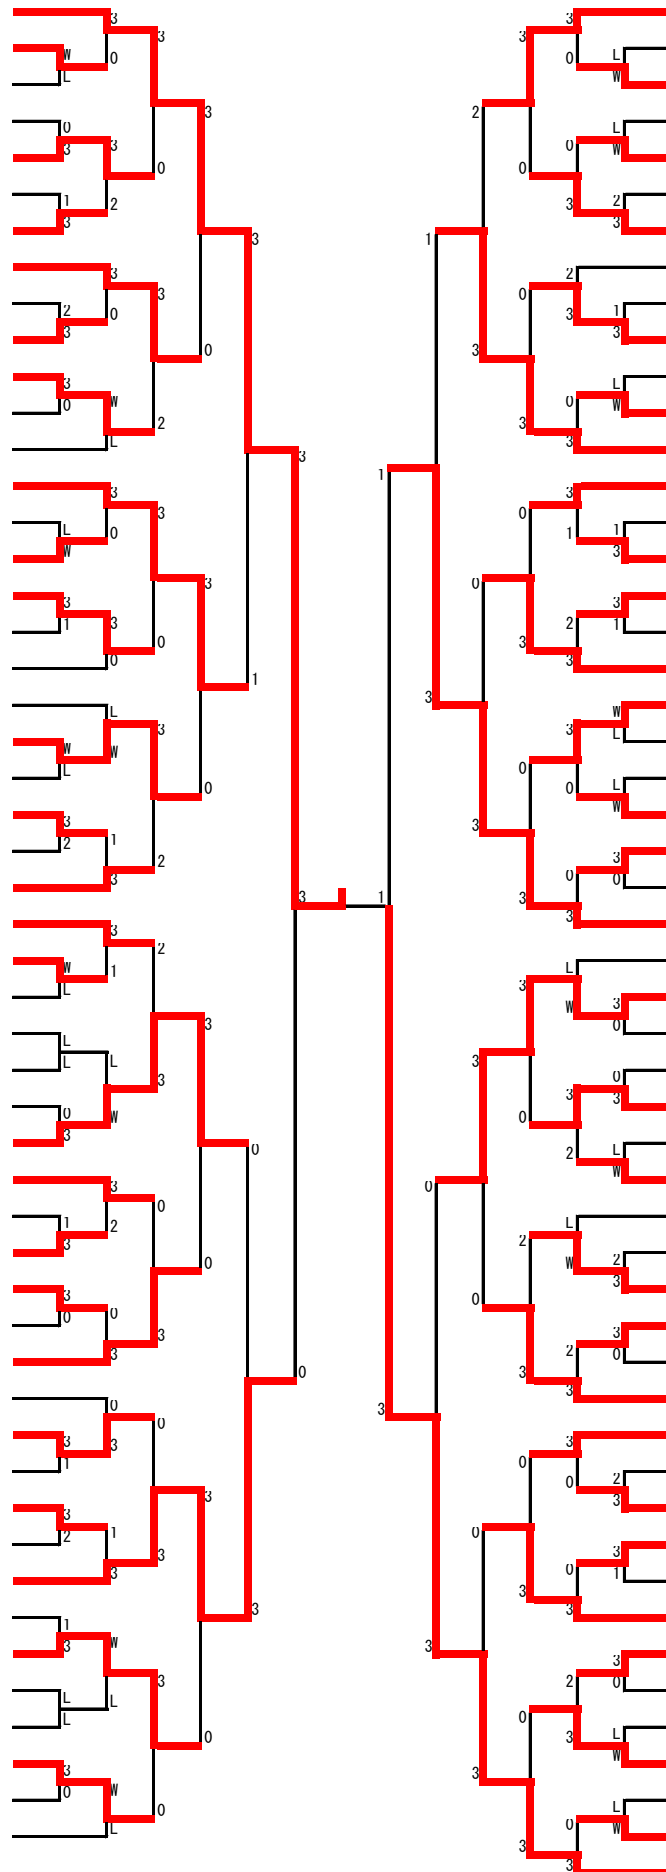 3 3
3 3
W 0 0 L
L W
3 2
0 L
3 3 0 W
0 0
1 2 3 2
3 3
3 1
3 3 2
2 0 0 3 1
3 3
0 3
3 L
0 W 2 0 W
L 3 3
3 1
3 3
L 3 0 1
W 0 1 3
3 3 0
3 1 3
1 3 0 2 1
0 3 3
1
L 3 W
W 3 3 L
L W 0 0 L
0 W
3 3
2 1 2 3
3 0 0
3 1 3
3
W 2 L
L 1 3 3
3 W 0
L
L L 3
0 3 0
3 W 0 3
0 2 L
0 W
3
1 0 L
3 2 2 2
0 W 3
3 0
0 3
0 3 3 2 0
3 0 3
0 3
3 0 3
1 3 0 2
3 0 3
3 1 0 3
2 3 0 1
3 3
1 3 3
3 W 3
L 3 2 0
L L 0 L
0 3 W
3 3
0 W 0 L
L 0 W
3 3